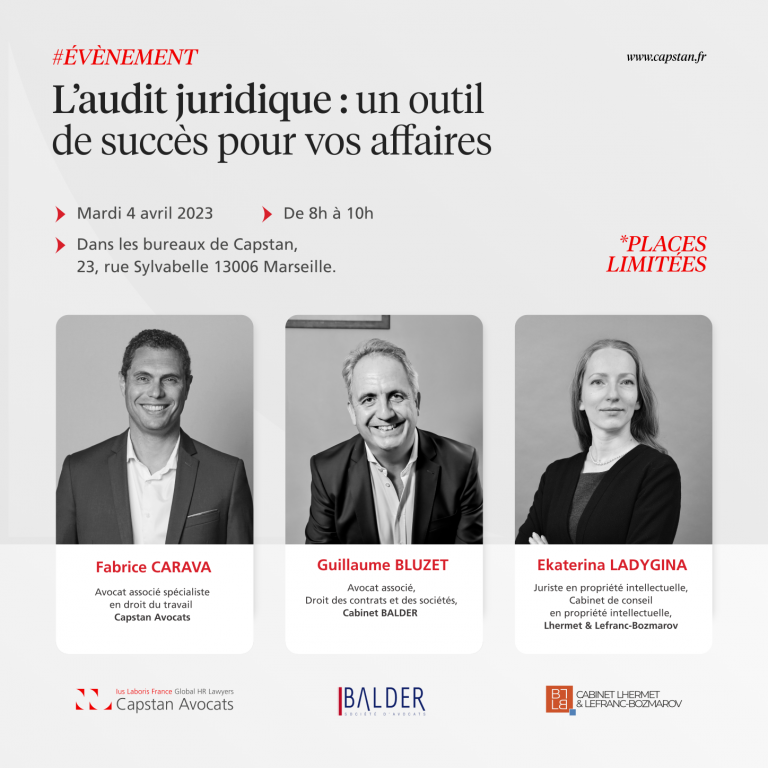 #ÉVÈNEMENT
www.capstan.fr
L’audit juridique : un outil
de succès pour vos affaires
Mardi 4 avril 2023
De 8h à 10h
Dans les bureaux de Capstan,
23, rue Sylvabelle 13006 Marseille.
*PLACES
LIMITÉES
Fabrice CARAVA
Avocat associé spécialiste
en droit du travail
Capstan Avocats
Guillaume BLUZET
Avocat associé,
Droit des contrats et des sociétés,
Cabinet BALDER
Ekaterina LADYGINA
Juriste en propriété intellectuelle,
Cabinet de conseil
en propriété intellectuelle,
Lhermet & Lefranc-Bozmarov
Ius Laboris France Global HR Lawyers
Capstan Avocats
BALDER
SOCIÉTÉ D'AVOCATS
CABINET LHERMET
& LEFRANC-BOZMAROV